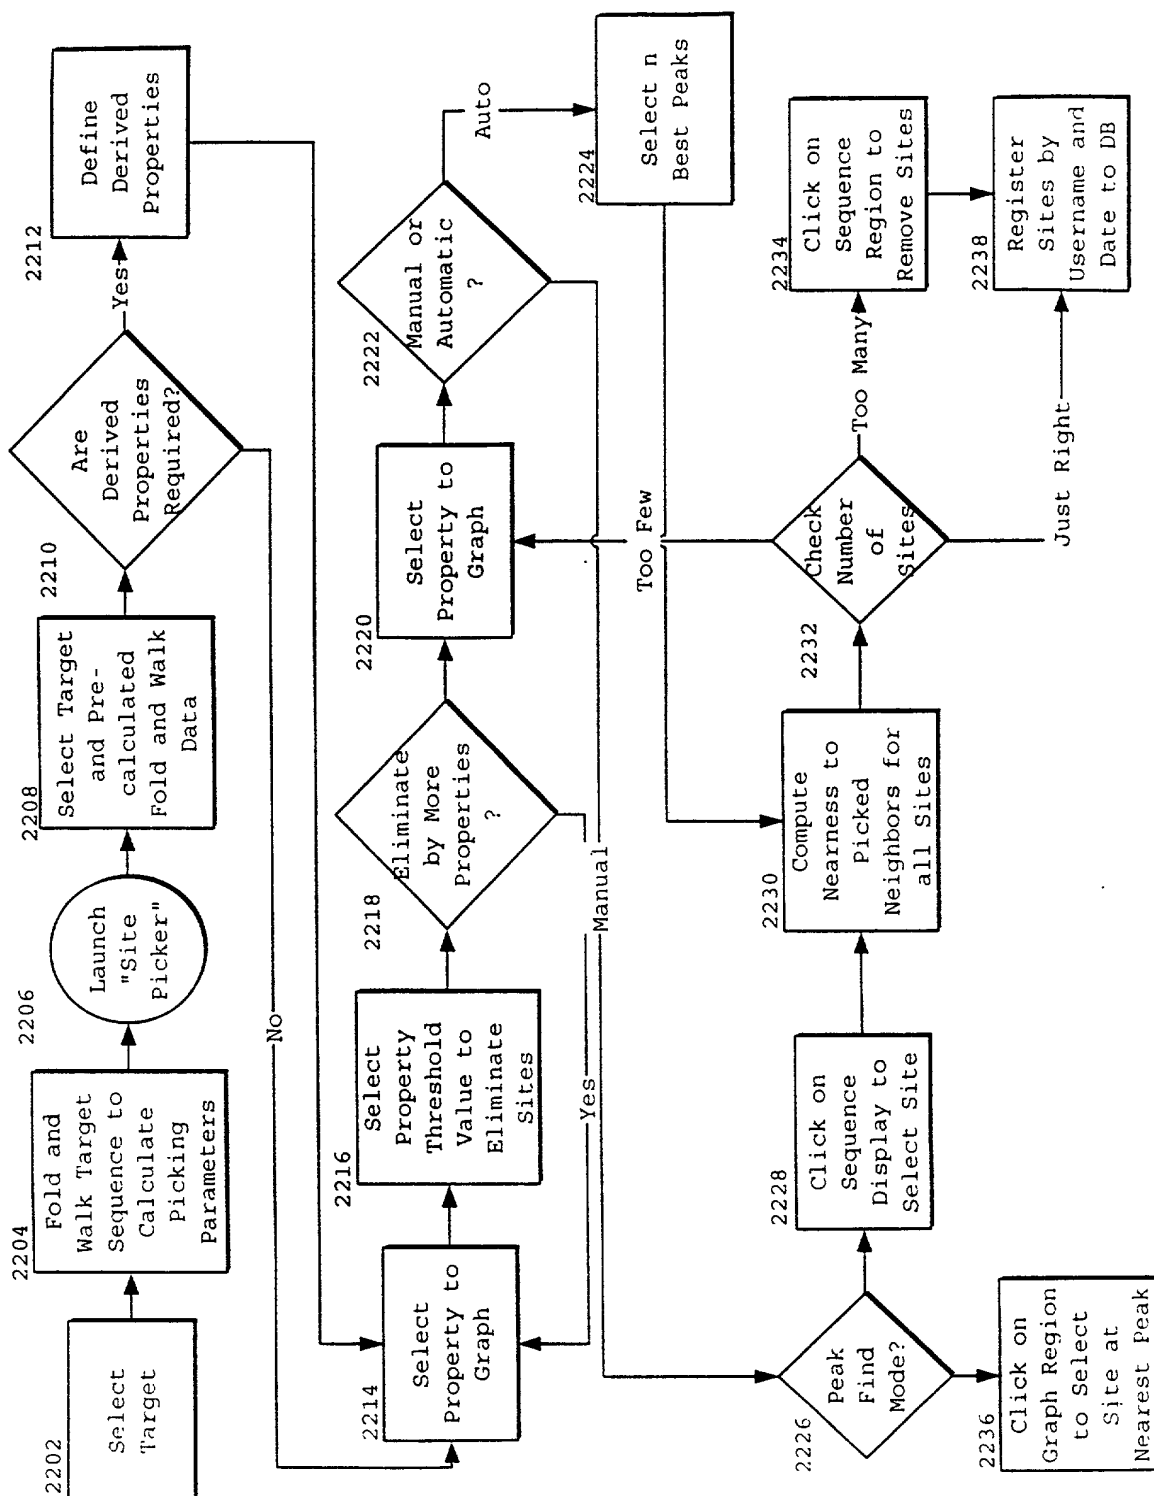 2202
Select
Target
2204
Fold and
Walk Target
Sequence to
Calculate
Picking
Parameters
2206
Launch
"Site
Picker"
2208
Select Target
and Pre-
calculated
Fold and Walk
Data
2210
Are
Derived
Properties
Required?
Yes
No
2212
Define
Derived
Properties
2214
Select
Property to
Graph
2216
Select
Property
Threshold
Value to
Eliminate
Sites
2218
Eliminate
by More
Properties
?
Yes
2220
Select
Property to
Graph
2222
Manual or
Automatic
?
Auto
Manual
2224
Select n
Best Peaks
2226
Peak
Find
Mode?
2228
Click on
Sequence
Display to
Select Site
2230
Compute
Nearness to
Picked
Neighbors for
all Sites
2232
Check
Number
of
Sites
Too Few
Too Many
Just Right
2234
Click on
Sequence
Region to
Remove Sites
2236
Click on
Graph Region
to Select
Site at
Nearest Peak
2238
Register
Sites by
Username and
Date to DB